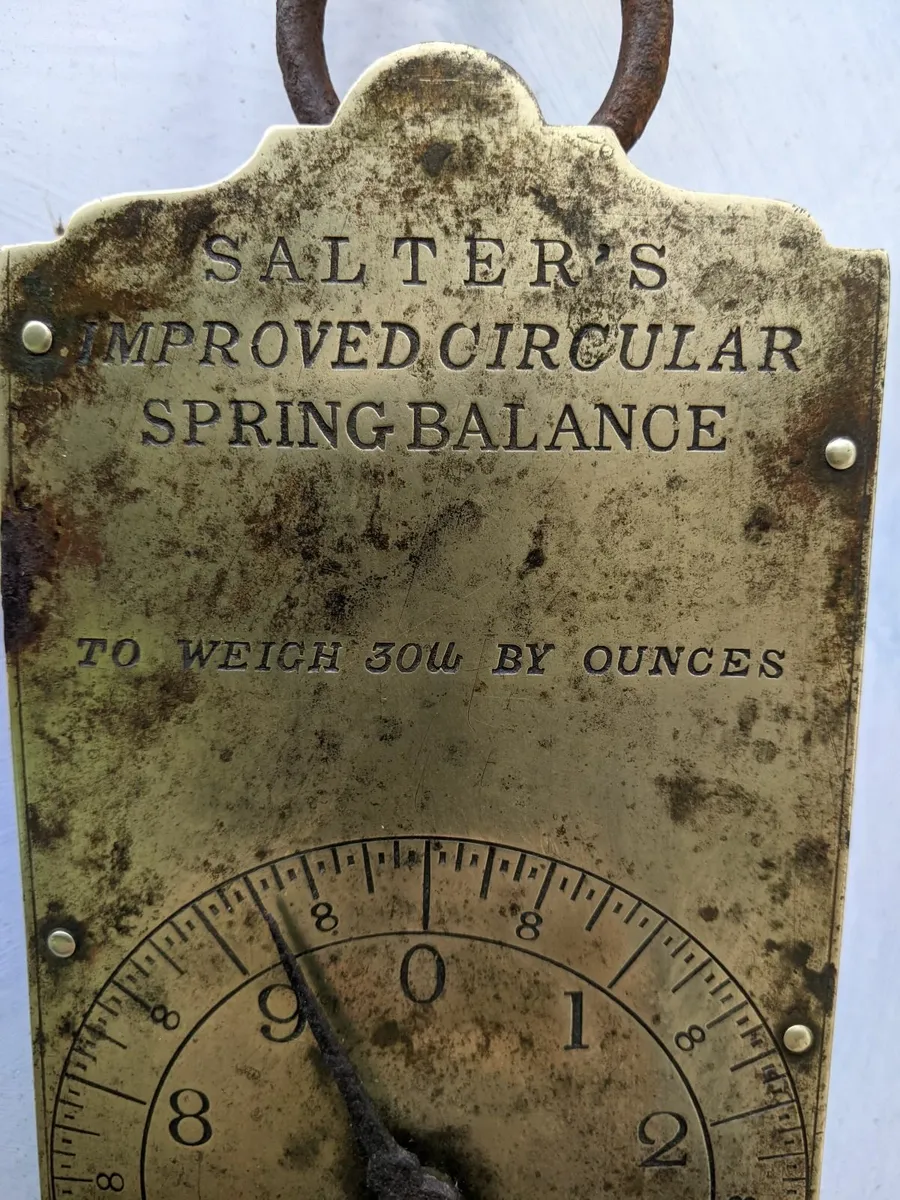 SALTER'S
IMPROVED CIRCULAR
SPRING BALANCE
TO WEIGH 30lb BY OUNCES
8 8
9 0 1
8 8
8 2
8